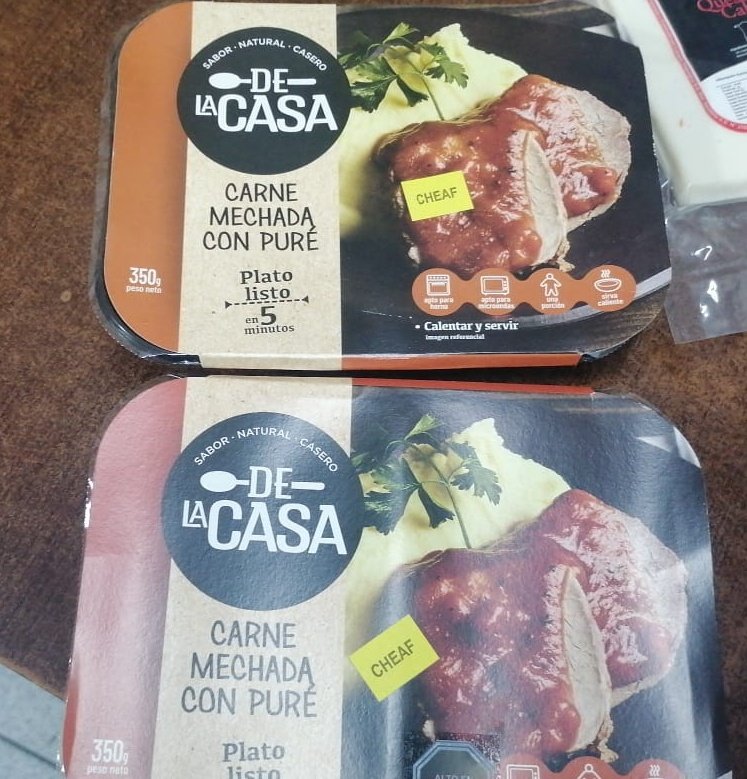 SABOR · NATURAL · CASERO
DE
LA CASA
CARNE
MECHADA
CON PURÉ
Plato
listo
en 5
minutos
350g
peso neto
CHEAF
apto para
horno
apto para
microondas
una
porción
sirva
caliente
• Calentar y servir
Imagen referencial
SABOR · NATURAL · CASERO
DE
LA CASA
CARNE
MECHADA
CON PURÉ
Plato
listo
350g
peso neto
CHEAF
ALTO EN